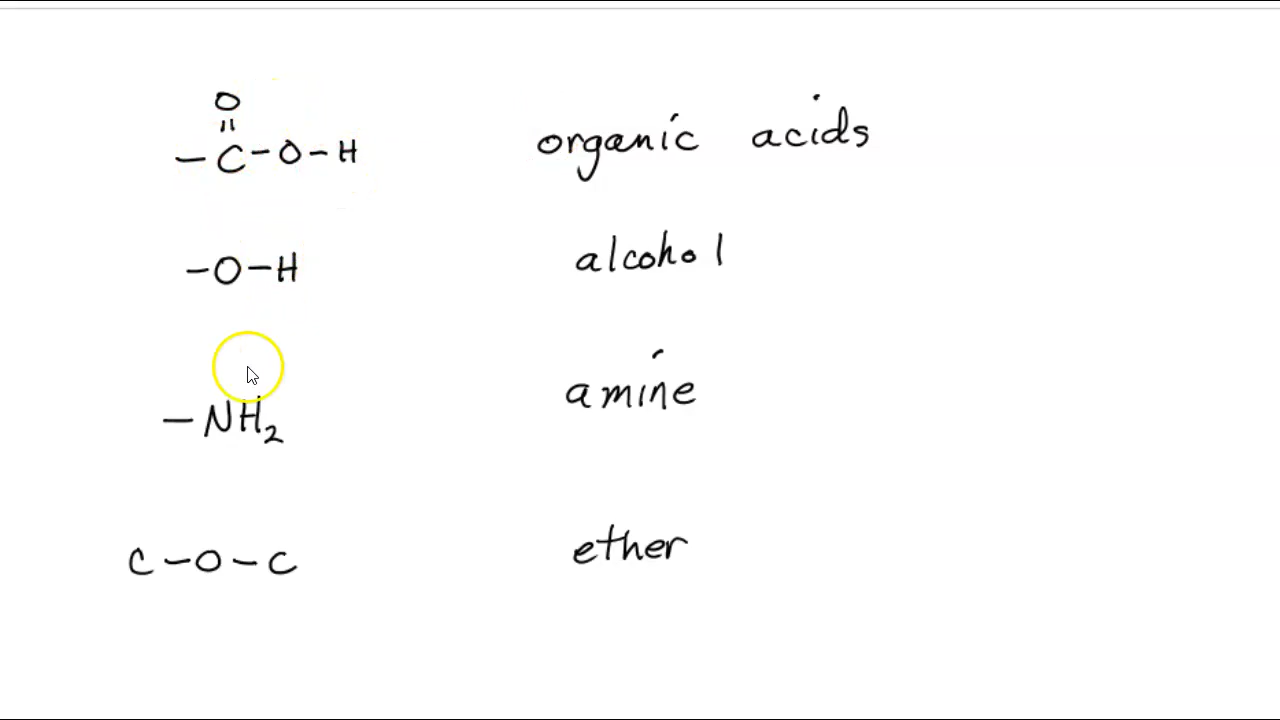 O
||
–C–O–H organic acids
–O–H alcohol
–NH₂ amine
C–O–C ether